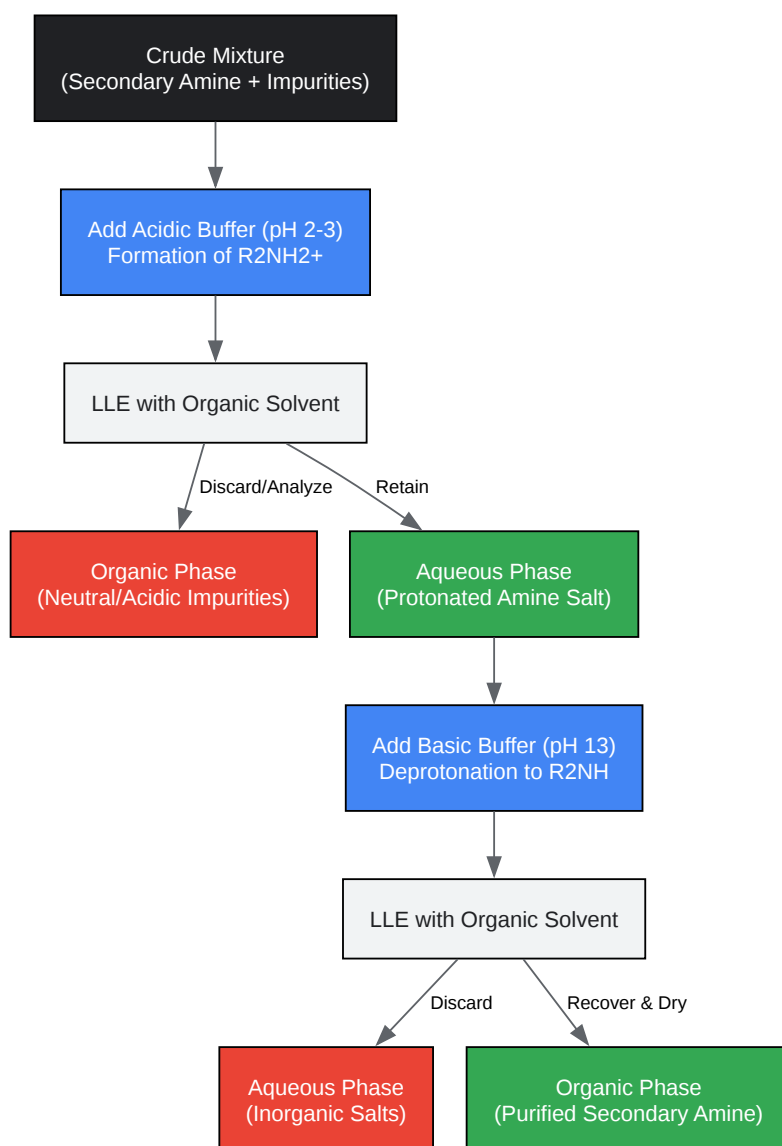 Crude Mixture
(Secondary Amine + Impurities)
Add Acidic Buffer (pH 2-3)
Formation of R2NH2+
LLE with Organic Solvent
Discard/Analyze
Retain
Organic Phase
(Neutral/Acidic Impurities)
Aqueous Phase
(Protonated Amine Salt)
Add Basic Buffer (pH 13)
Deprotonation to R2NH
LLE with Organic Solvent
Discard
Recover & Dry
Aqueous Phase
(Inorganic Salts)
Organic Phase
(Purified Secondary Amine)